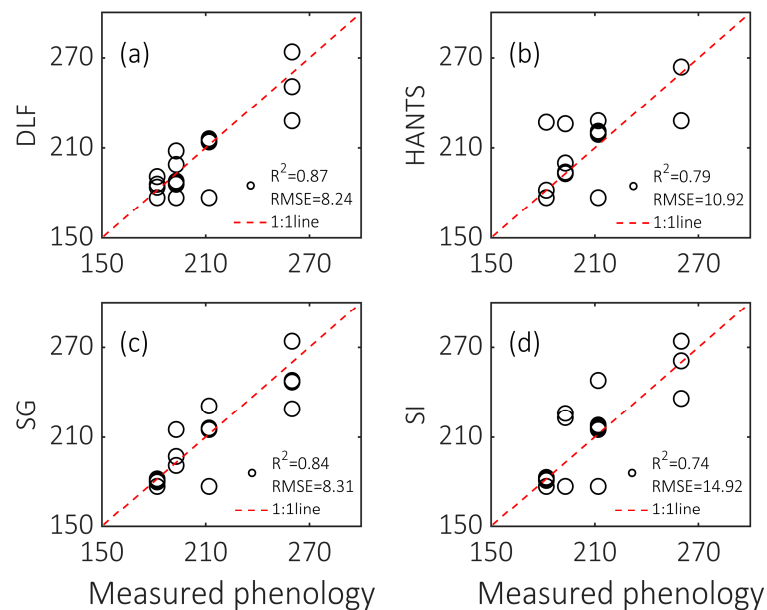 (a)
DLF
270
210
150
R²=0.87
RMSE=8.24
1:1line
150 210 270
(b)
HANTS
270
210
150
R²=0.79
RMSE=10.92
1:1line
150 210 270
(c)
SG
270
210
150
R²=0.84
RMSE=8.31
1:1line
150 210 270
Measured phenology
(d)
SI
270
210
150
R²=0.74
RMSE=14.92
1:1line
150 210 270
Measured phenology